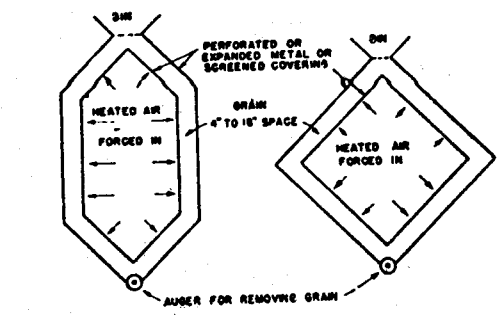 BIN
BIN
PERFORATED OR
EXPANDED METAL OR
SCREENED COVERING
HEATED AIR
FORCED IN
GRAIN
4" TO 18" SPACE
HEATED AIR
FORCED IN
AUGER FOR REMOVING GRAIN